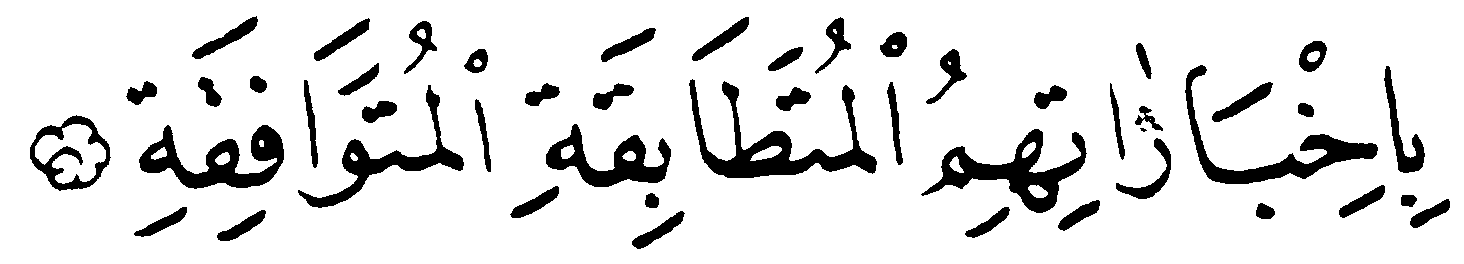 بِاِخْبَارَاتِهِمُ الْمُتَطَابِقَةِ الْمُتَوَافِقَةِ